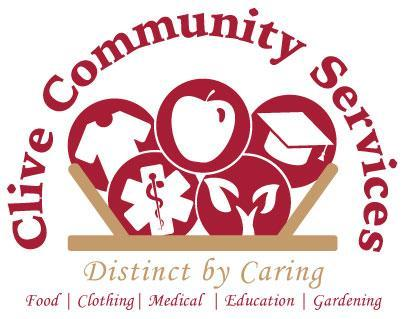 Clive Community Services
Distinct by Caring
Food | Clothing | Medical | Education | Gardening